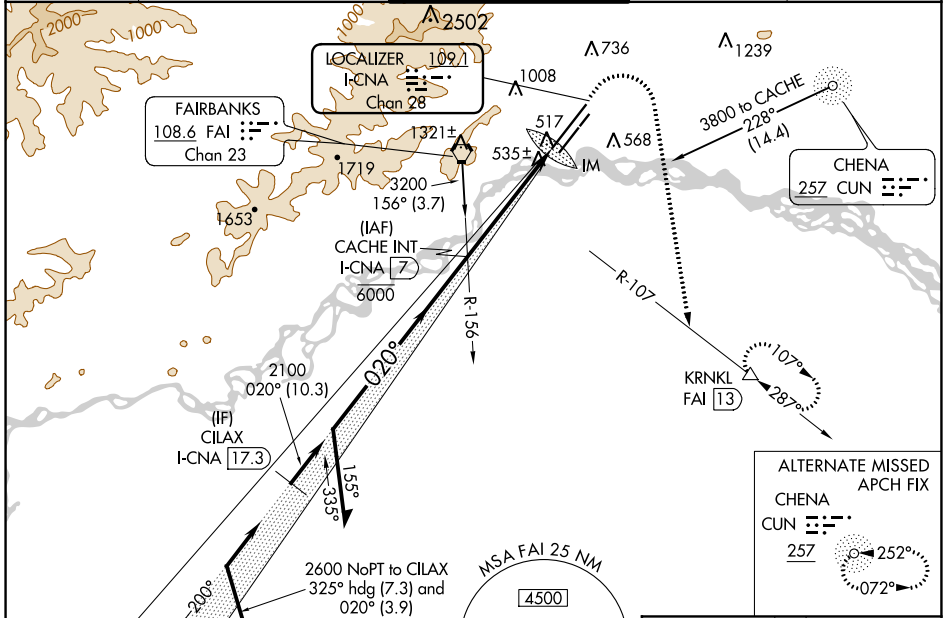 2000
1000
2502
1000
736
1239
LOCALIZER 109.1
I-CNA
Chan 28
1008
3800 to CACHE
228°
(14.4)
FAIRBANKS
108.6 FAI
Chan 23
1321±
517
535±
568
IM
CHENA
257 CUN
1719
3200
156° (3.7)
1653
(IAF)
CACHE INT
I-CNA 7
6000
R-156
R-107
020°
2100
020° (10.3)
KRNKL
FAI 13
107°
287°
(IF)
CILAX
I-CNA 17.3
155°
335°
ALTERNATE MISSED
APCH FIX
CHENA
CUN
257
252°
072°
200°
2600 NoPT to CILAX
325° hdg (7.3) and
020° (3.9)
MSA FAI 25 NM
4500